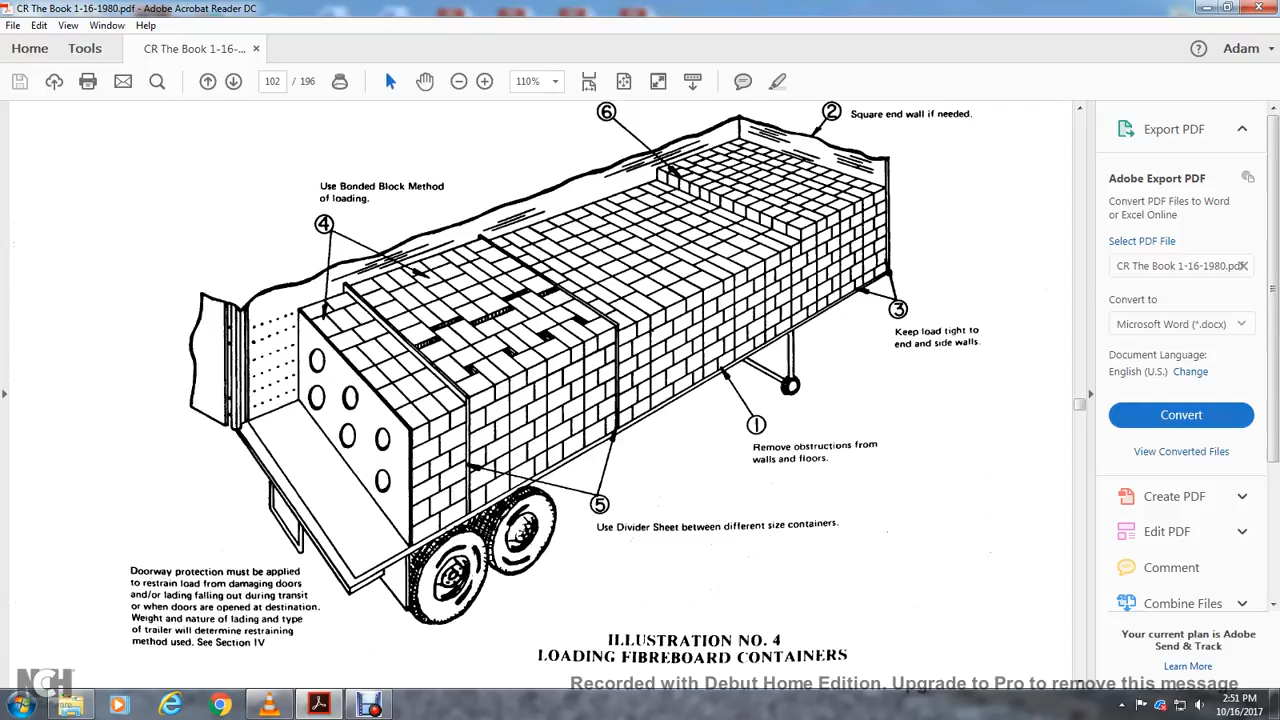 CR The Book 1-16-1980.pdf - Adobe Acrobat Reader DC
File Edit View Window Help
Home Tools CR The Book 1-16-... × Adam
102 / 196 110%
6
2 Square end wall if needed.
Use Bonded Block Method
of loading.
4
3
Keep load tight to
end and side walls.
1
Remove obstructions from
walls and floors.
5
Use Divider Sheet between different size containers.
Doorway protection must be applied
to restrain load from damaging doors
and/or lading falling out during transit
or when doors are opened at destination.
Weight and nature of lading and type
of trailer will determine restraining
method used. See Section IV
ILLUSTRATION NO. 4
LOADING FIBREBOARD CONTAINERS
Export PDF
Adobe Export PDF
Convert PDF Files to Word
or Excel Online
Select PDF File
CR The Book 1-16-1980.pdf
Convert to
Microsoft Word (*.docx)
Document Language:
English (U.S.) Change
Convert
View Converted Files
Create PDF
Edit PDF
Comment
Combine Files
Your current plan is Adobe
Send & Track
Learn More
NCH
Recorded with Debut Home Edition. Upgrade to Pro to remove this message
2:51 PM
10/16/2017